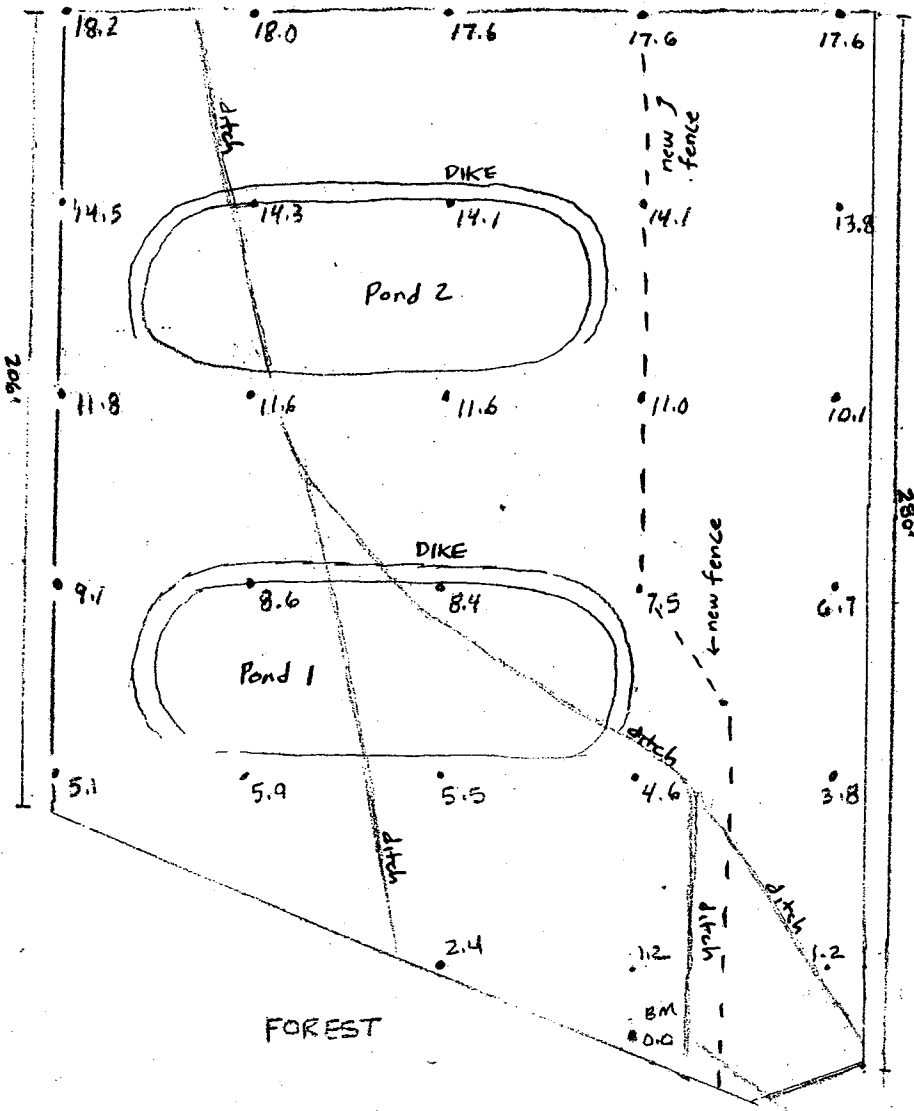 18.2 18.0 17.6 17.6 17.6
ditch
new
fence
DIKE
14.5 14.3 14.1 14.1 13.8
Pond 2
206'
11.8 11.6 11.6 11.0 10.1
280'
DIKE
new fence
9.1 8.6 8.4 7.5 6.7
Pond 1
ditch
5.1 5.9 5.5 4.6 3.8
ditch
ditch
ditch
2.4 1.2 1.2
BM
0.0
FOREST